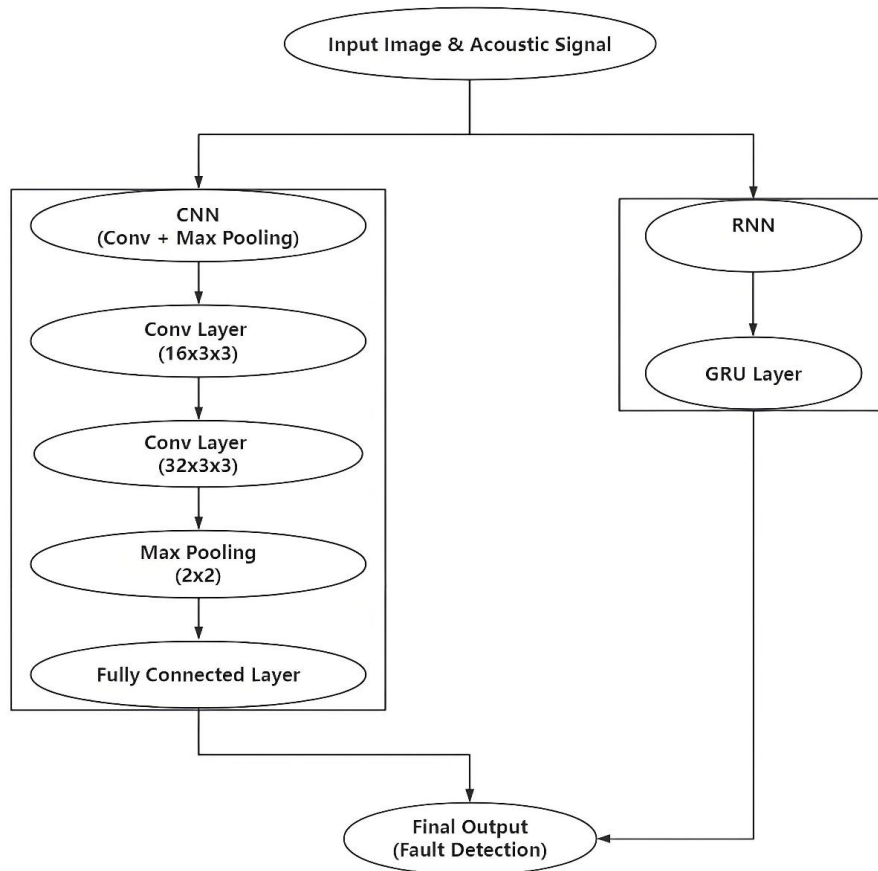 Input Image & Acoustic Signal
CNN
(Conv + Max Pooling)
Conv Layer
(16x3x3)
Conv Layer
(32x3x3)
Max Pooling
(2x2)
Fully Connected Layer
RNN
GRU Layer
Final Output
(Fault Detection)